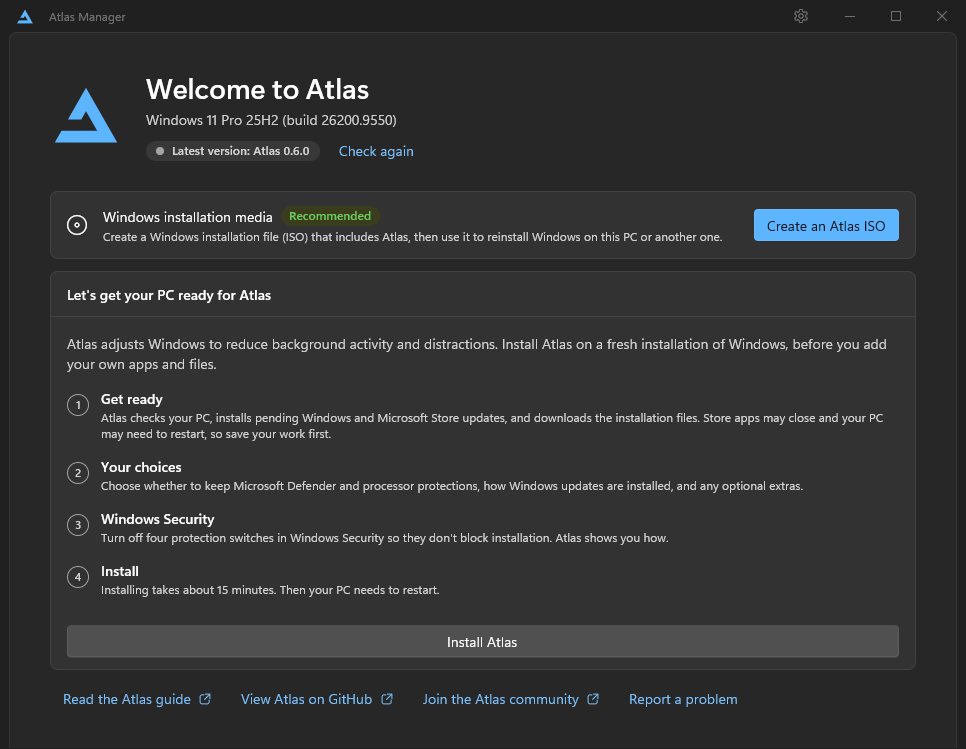 Atlas Manager
Welcome to Atlas
Windows 11 Pro 25H2 (build 26200.9550)
Latest version: Atlas 0.6.0
Check again
Windows installation media
Recommended
Create a Windows installation file (ISO) that includes Atlas, then use it to reinstall Windows on this PC or another one.
Create an Atlas ISO
Let's get your PC ready for Atlas
Atlas adjusts Windows to reduce background activity and distractions. Install Atlas on a fresh installation of Windows, before you add
your own apps and files.
1
Get ready
Atlas checks your PC, installs pending Windows and Microsoft Store updates, and downloads the installation files. Store apps may close and your PC
may need to restart, so save your work first.
2
Your choices
Choose whether to keep Microsoft Defender and processor protections, how Windows updates are installed, and any optional extras.
3
Windows Security
Turn off four protection switches in Windows Security so they don't block installation. Atlas shows you how.
4
Install
Installing takes about 15 minutes. Then your PC needs to restart.
Install Atlas
Read the Atlas guide
View Atlas on GitHub
Join the Atlas community
Report a problem